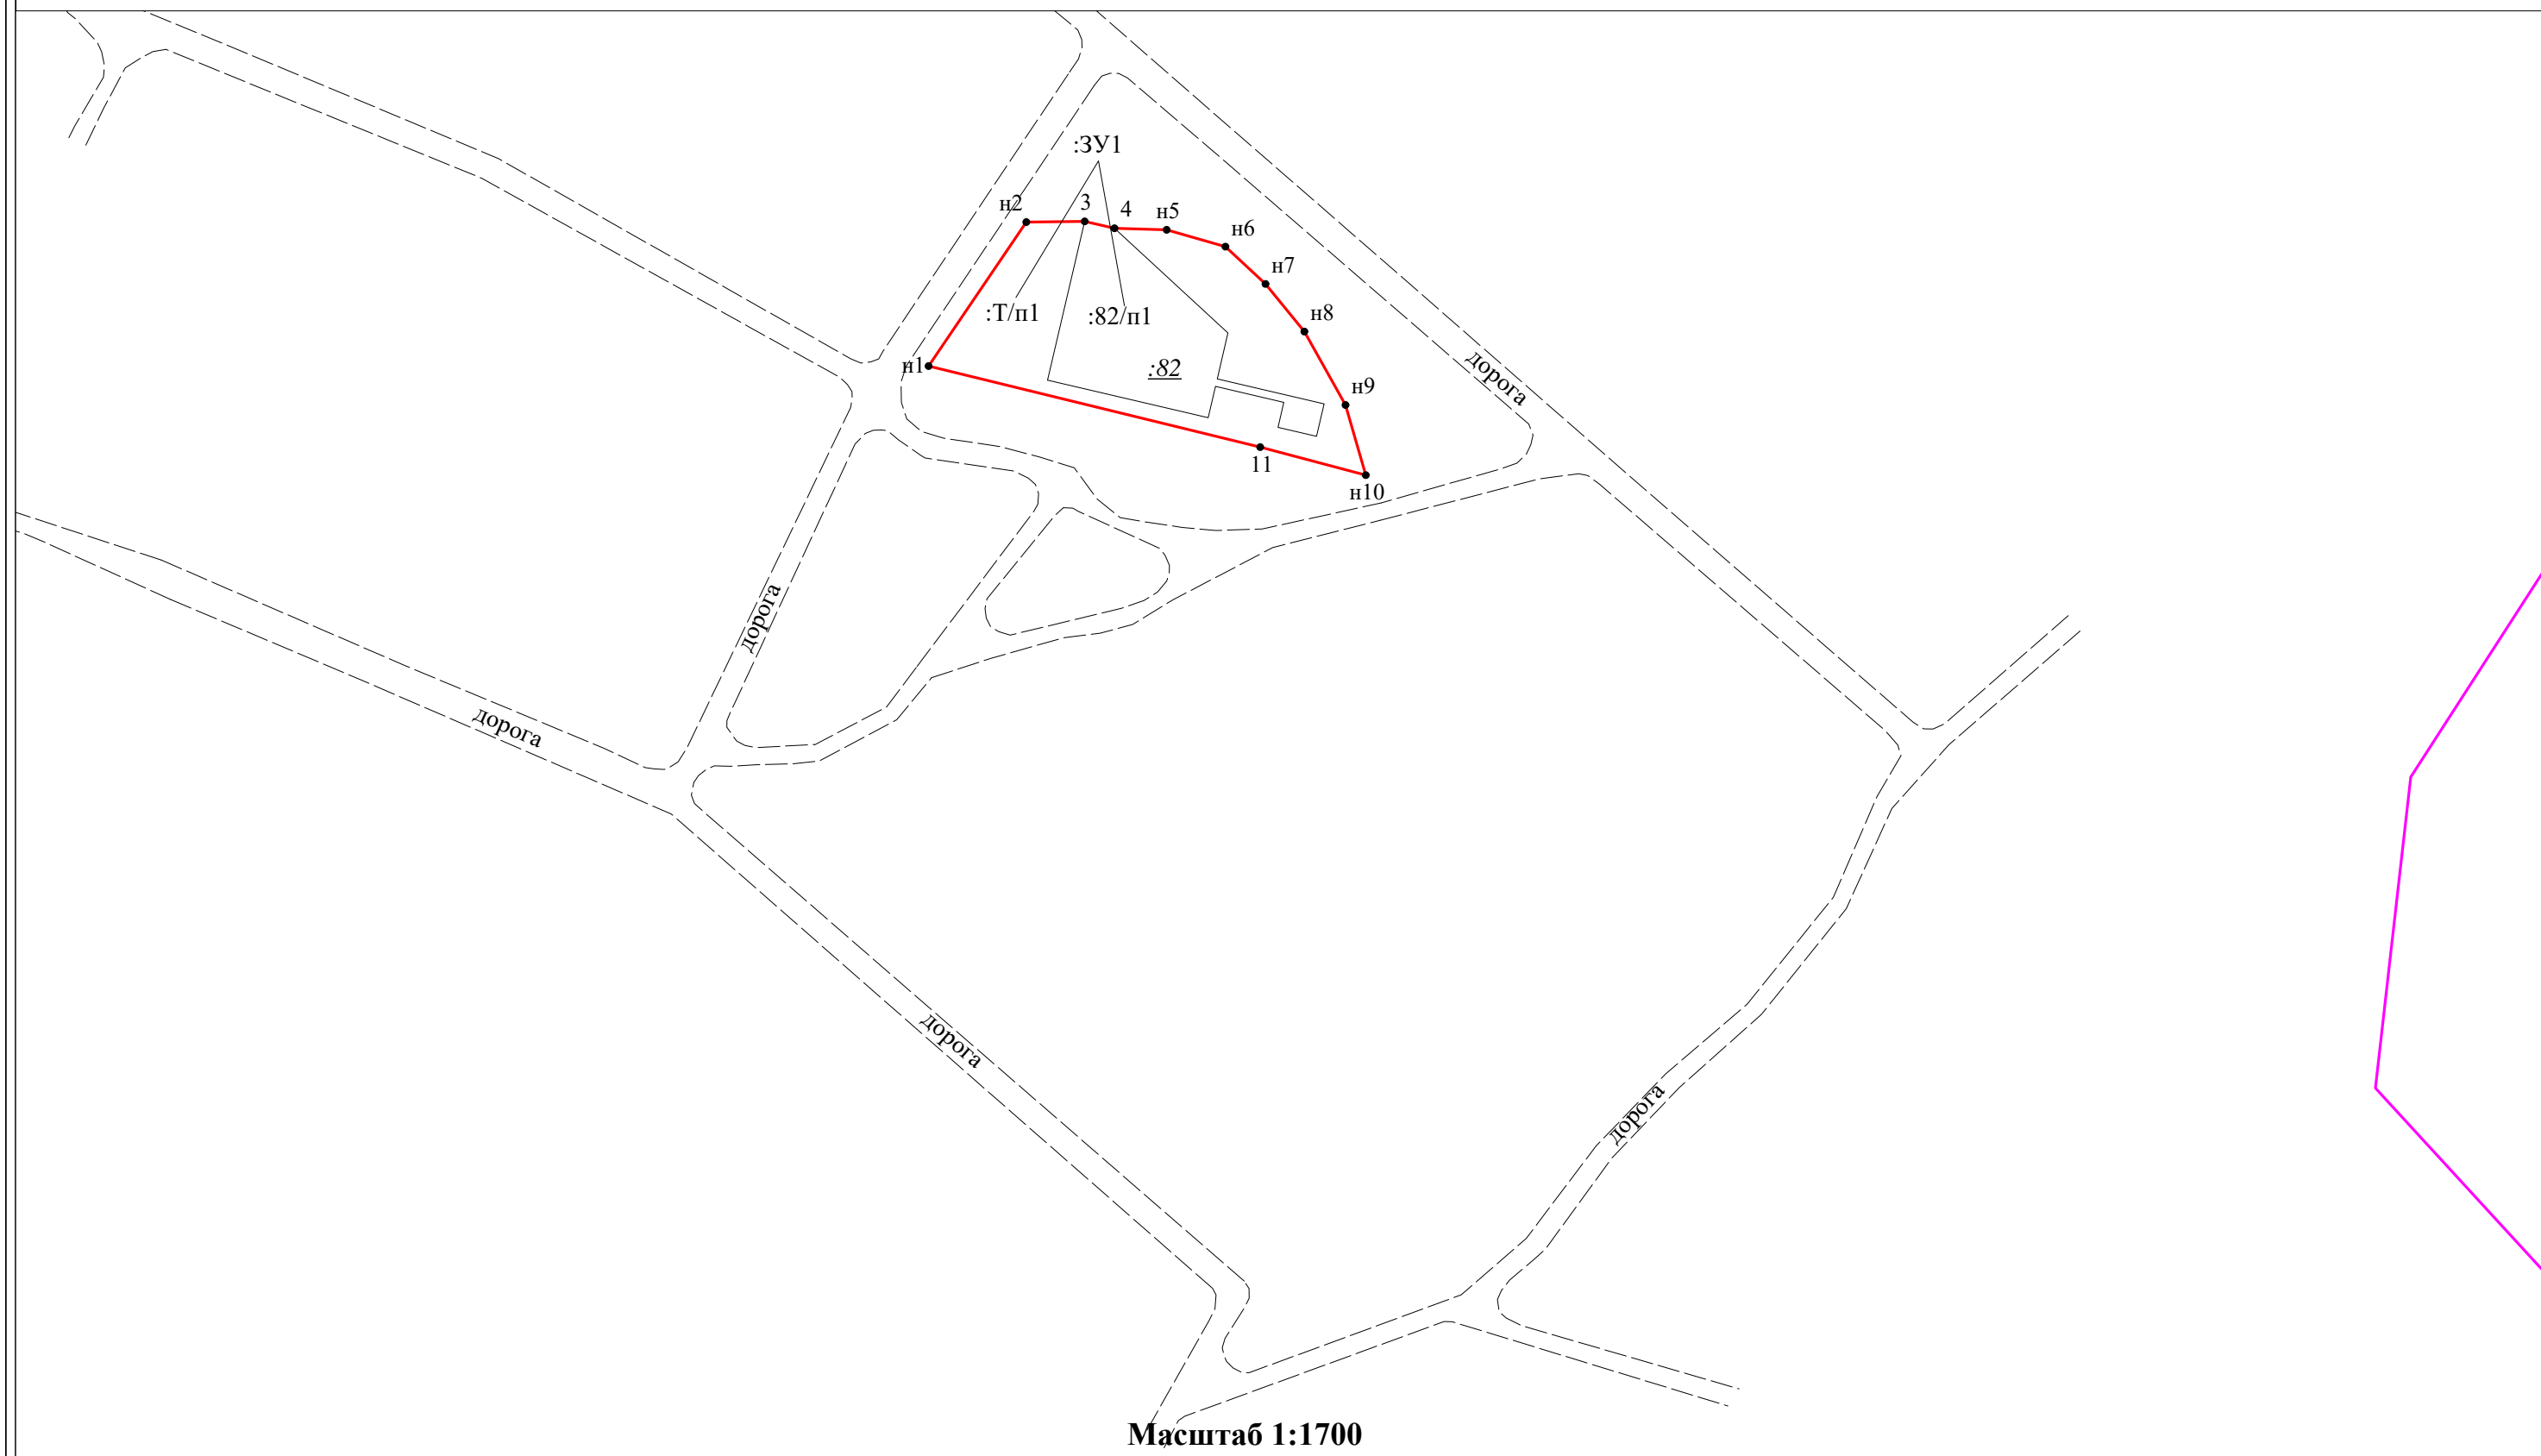 :ЗУ1
н2
3
4
н5
н6
н7
:Т/п1
:82/п1
н8
н1
:82
дорога
н9
11
н10
дорога
дорога
дорога
дорога
Масштаб 1:1700